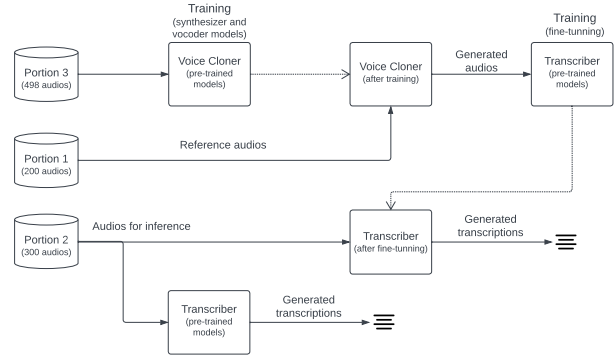 Training
(synthesizer and
vocoder models)
Training
(fine-tunning)
Portion 3
(498 audios)
Voice Cloner
(pre-trained
models)
Voice Cloner
(after training)
Generated
audios
Transcriber
(pre-trained
models)
Portion 1
(200 audios)
Reference audios
Portion 2
(300 audios)
Audios for inference
Transcriber
(after fine-tunning)
Generated
transcriptions
Transcriber
(pre-trained
models)
Generated
transcriptions